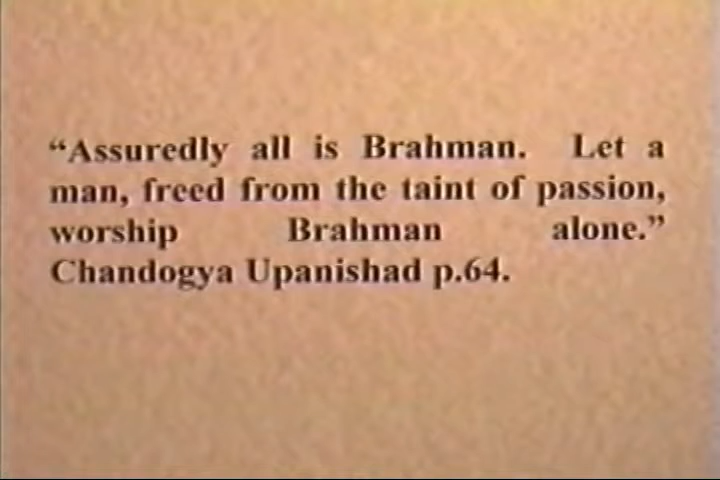 “Assuredly all is Brahman. Let a
man, freed from the taint of passion,
worship Brahman alone.”
Chandogya Upanishad p.64.